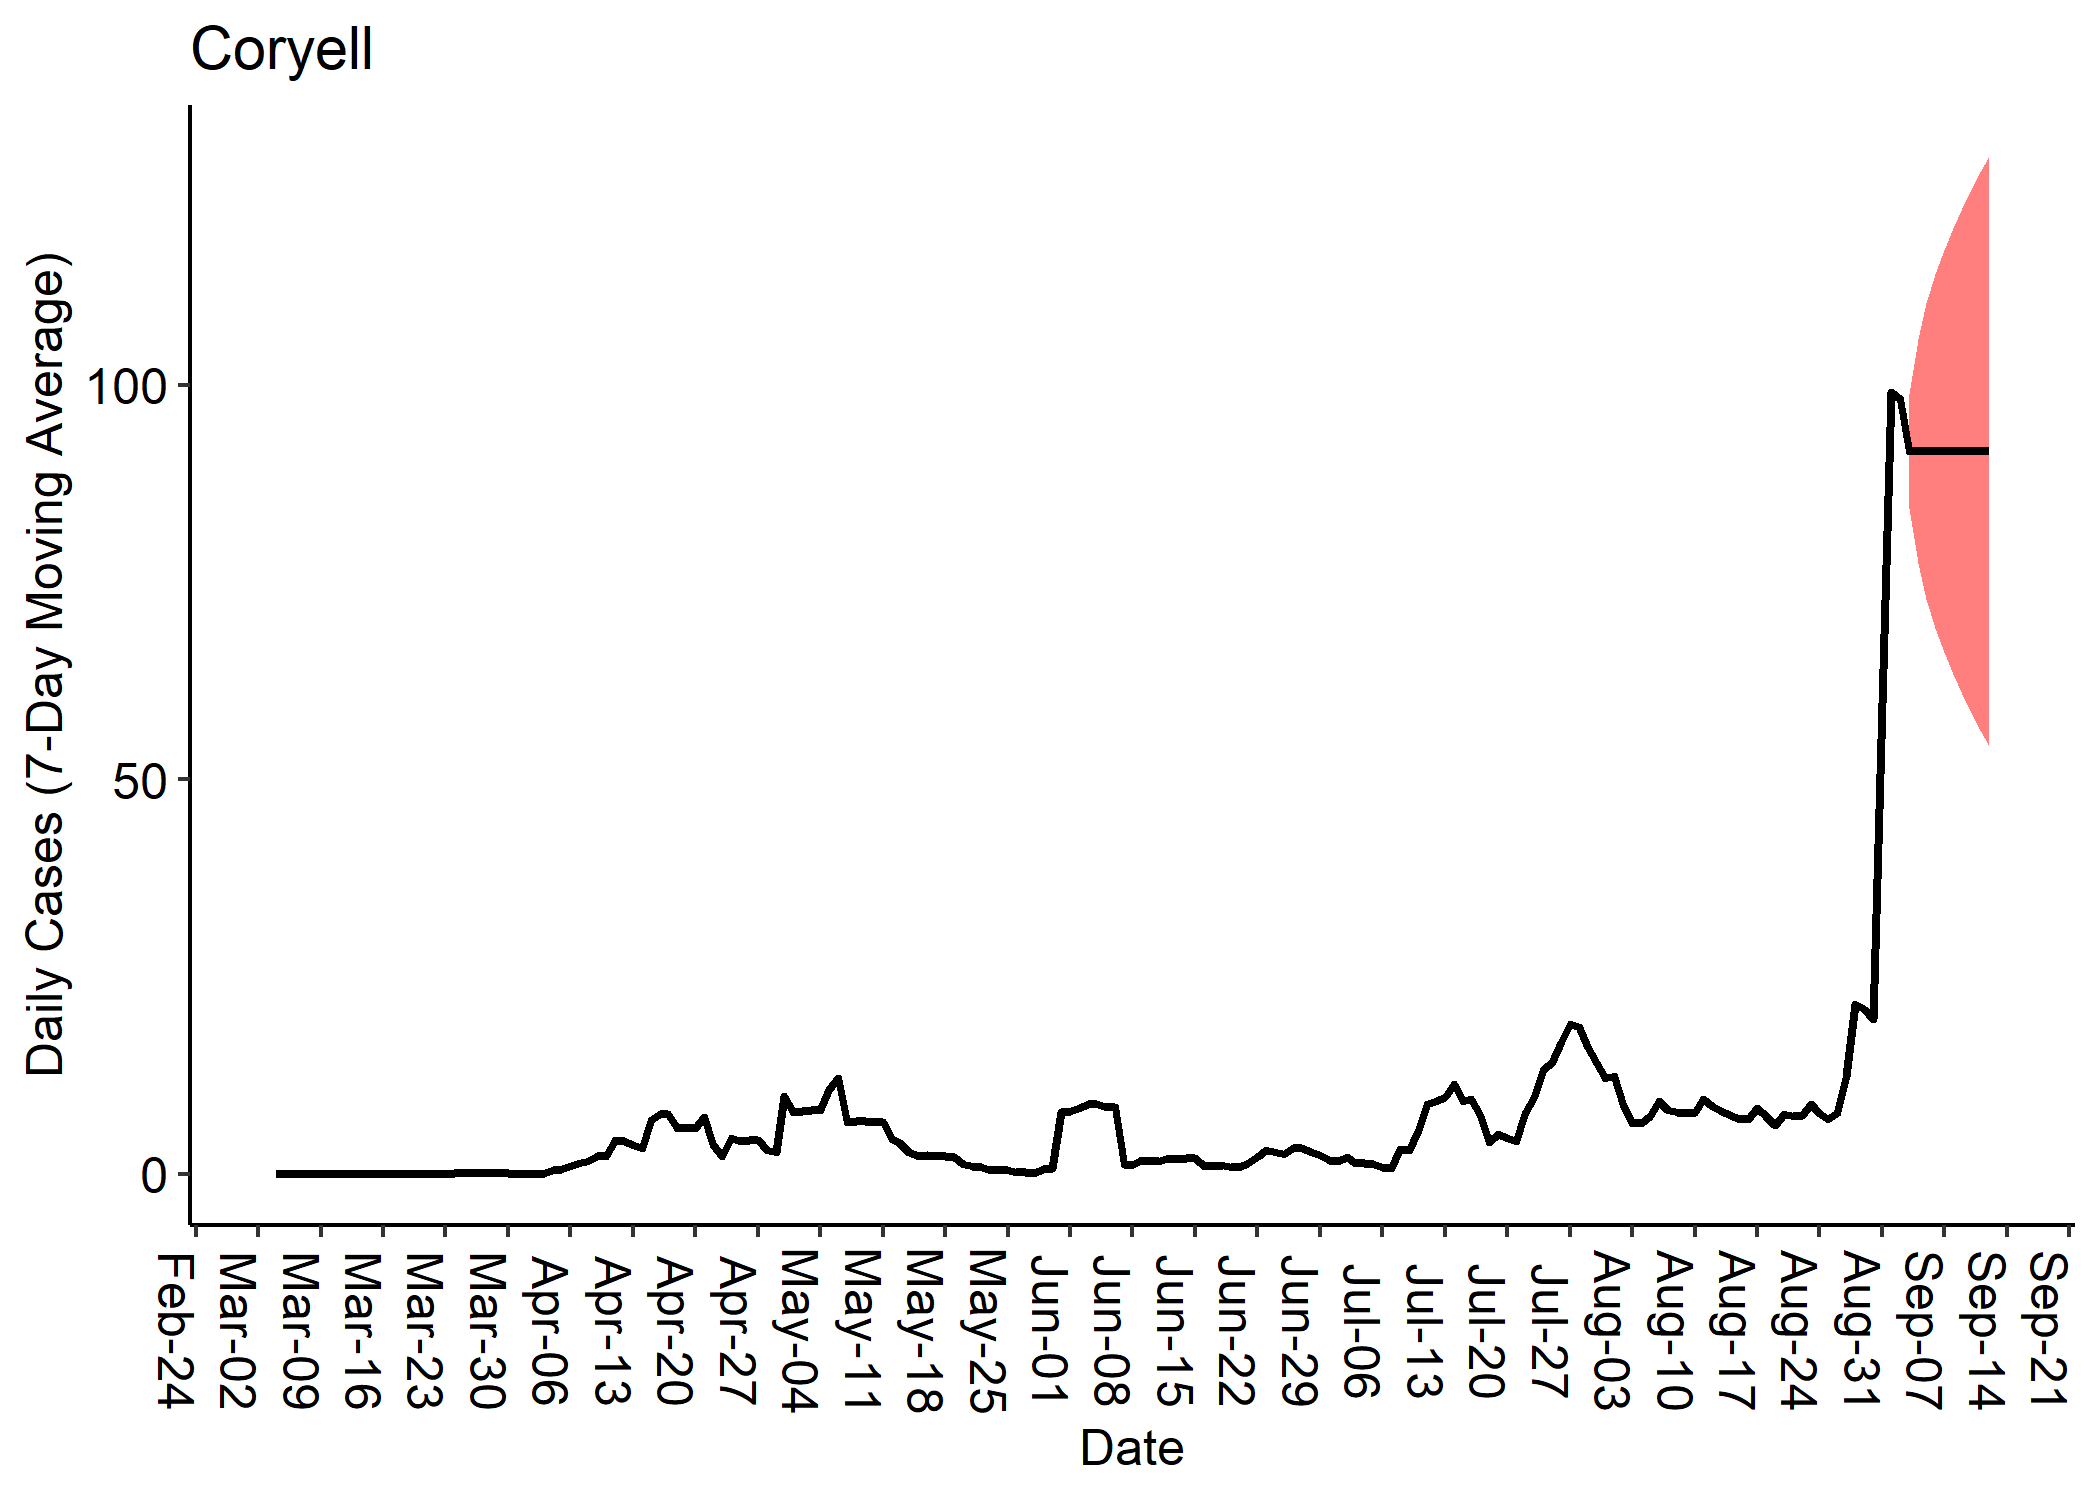 Coryell
Daily Cases (7-Day Moving Average)
100
50
0
Feb-24
Mar-02
Mar-09
Mar-16
Mar-23
Mar-30
Apr-06
Apr-13
Apr-20
Apr-27
May-04
May-11
May-18
May-25
Jun-01
Jun-08
Jun-15
Jun-22
Jun-29
Jul-06
Jul-13
Jul-20
Jul-27
Aug-03
Aug-10
Aug-17
Aug-24
Aug-31
Sep-07
Sep-14
Sep-21
Date